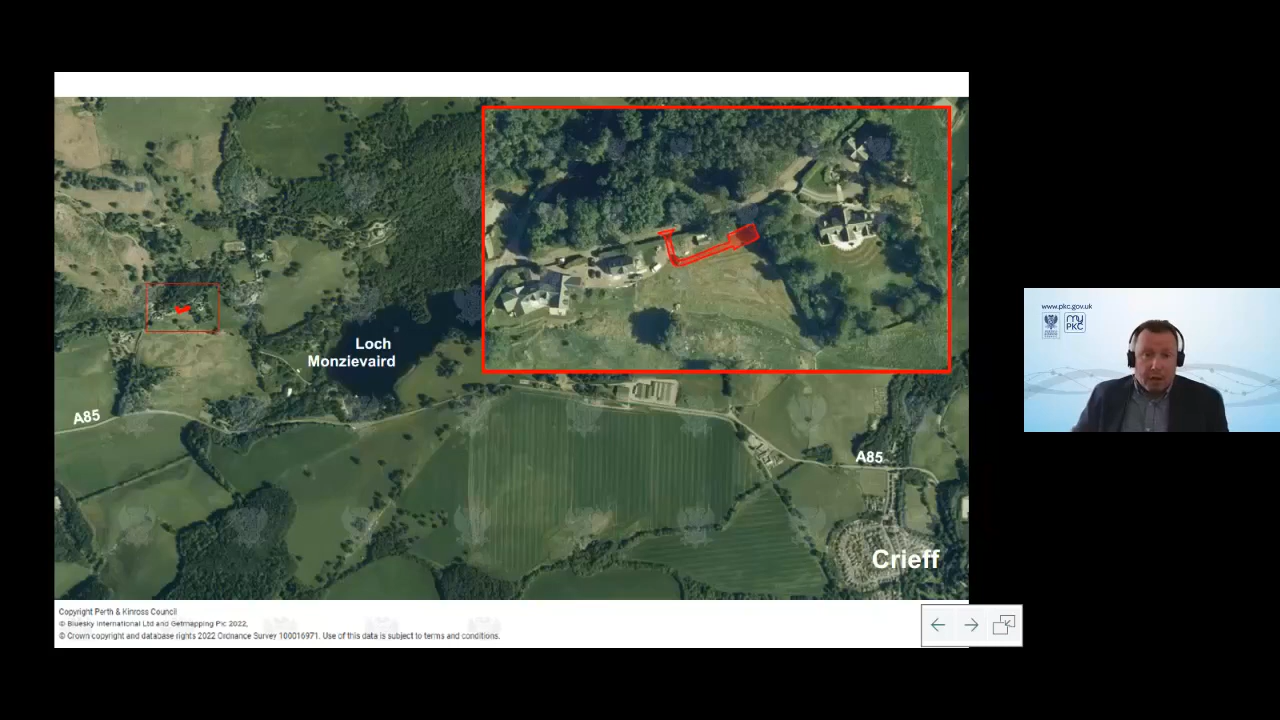 Loch
Monzievaird
A85
A85
Crieff
Copyright Perth & Kinross Council
© Bluesky International Ltd and Getmapping Plc 2022,
© Crown copyright and database rights 2022 Ordnance Survey 100016971. Use of this data is subject to terms and conditions.
www.pkc.gov.uk
my
PKC